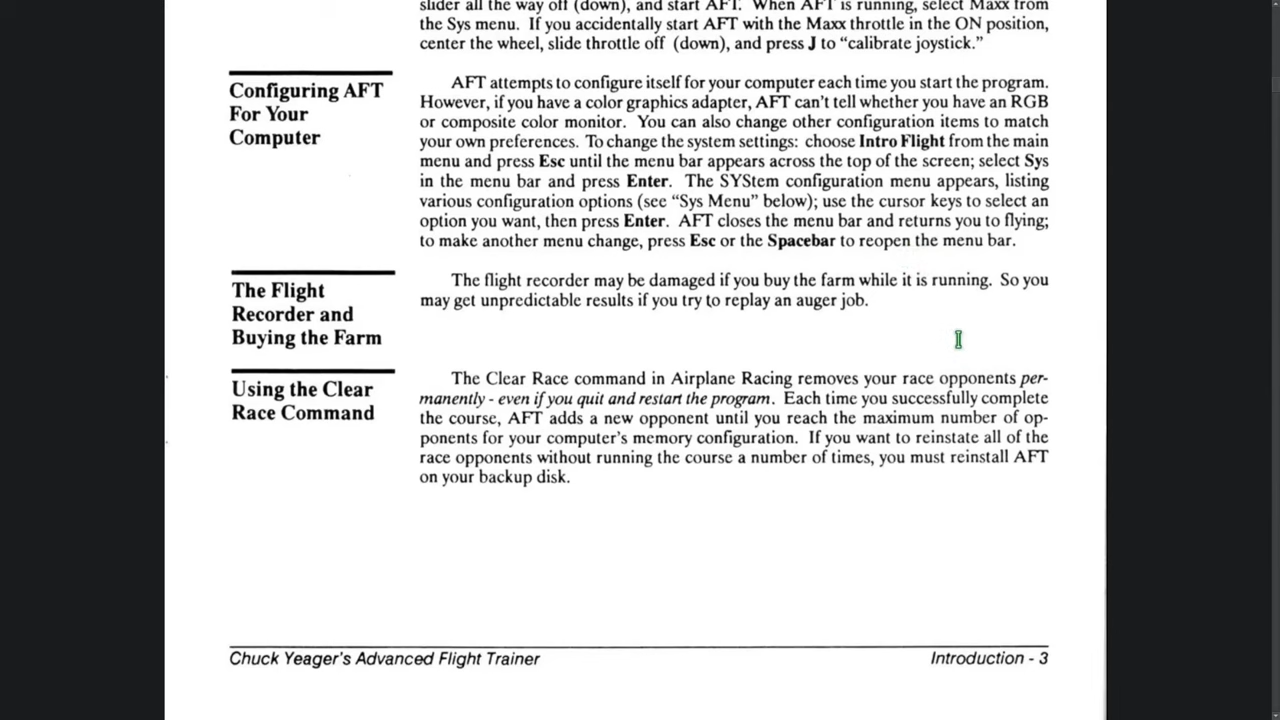 slider all the way off (down), and start AFT. When AFT is running, select Maxx from
the Sys menu. If you accidentally start AFT with the Maxx throttle in the ON position,
center the wheel, slide throttle off (down), and press J to “calibrate joystick.”
Configuring AFT
For Your
Computer
AFT attempts to configure itself for your computer each time you start the program.
However, if you have a color graphics adapter, AFT can't tell whether you have an RGB
or composite color monitor. You can also change other configuration items to match
your own preferences. To change the system settings: choose Intro Flight from the main
menu and press Esc until the menu bar appears across the top of the screen; select Sys
in the menu bar and press Enter. The SYStem configuration menu appears, listing
various configuration options (see “Sys Menu” below); use the cursor keys to select an
option you want, then press Enter. AFT closes the menu bar and returns you to flying;
to make another menu change, press Esc or the Spacebar to reopen the menu bar.
The Flight
Recorder and
Buying the Farm
The flight recorder may be damaged if you buy the farm while it is running. So you
may get unpredictable results if you try to replay an auger job.
Using the Clear
Race Command
The Clear Race command in Airplane Racing removes your race opponents per-
manently - even if you quit and restart the program. Each time you successfully complete
the course, AFT adds a new opponent until you reach the maximum number of op-
ponents for your computer's memory configuration. If you want to reinstate all of the
race opponents without running the course a number of times, you must reinstall AFT
on your backup disk.
Chuck Yeager's Advanced Flight Trainer
Introduction - 3